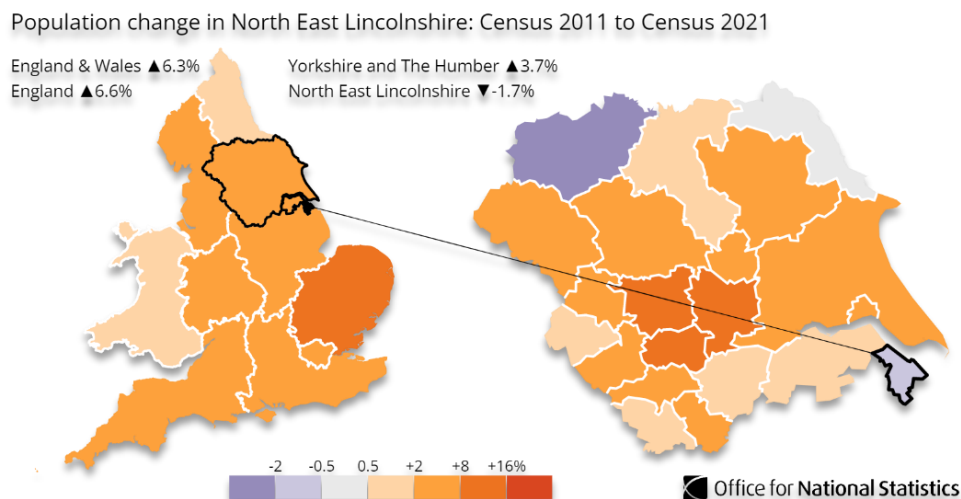 Population change in North East Lincolnshire: Census 2011 to Census 2021
England & Wales ▲6.3%
England ▲6.6%
Yorkshire and The Humber ▲3.7%
North East Lincolnshire ▼-1.7%
-2 -0.5 0.5 +2 +8 +16%
Office for National Statistics